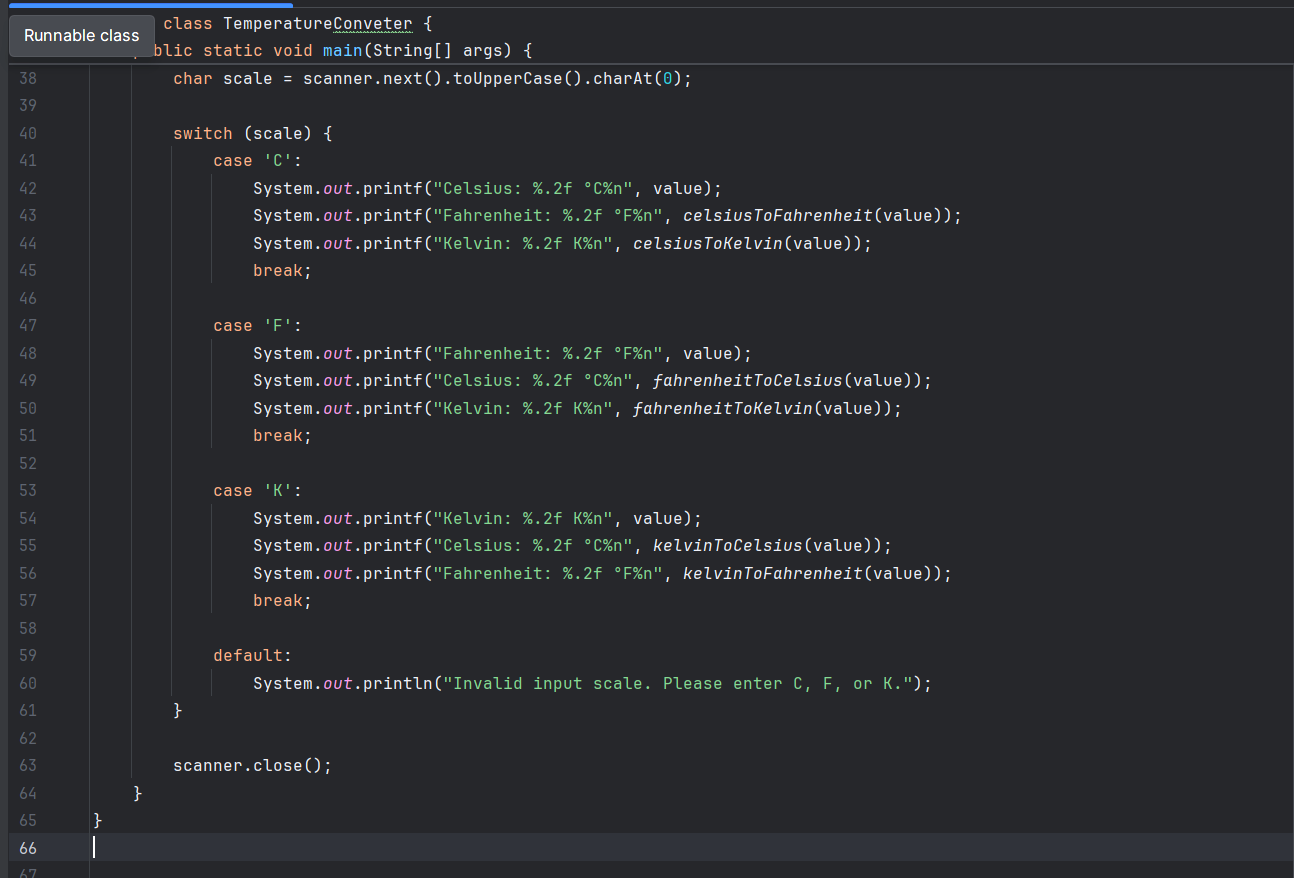 class TemperatureConveter {
Runnable class
blic static void main(String[] args) {
38 char scale = scanner.next().toUpperCase().charAt(0);
39
40 switch (scale) {
41 case 'C':
42 System.out.printf("Celsius: %.2f °C%n", value);
43 System.out.printf("Fahrenheit: %.2f °F%n", celsiusToFahrenheit(value));
44 System.out.printf("Kelvin: %.2f K%n", celsiusToKelvin(value));
45 break;
46
47 case 'F':
48 System.out.printf("Fahrenheit: %.2f °F%n", value);
49 System.out.printf("Celsius: %.2f °C%n", fahrenheitToCelsius(value));
50 System.out.printf("Kelvin: %.2f K%n", fahrenheitToKelvin(value));
51 break;
52
53 case 'K':
54 System.out.printf("Kelvin: %.2f K%n", value);
55 System.out.printf("Celsius: %.2f °C%n", kelvinToCelsius(value));
56 System.out.printf("Fahrenheit: %.2f °F%n", kelvinToFahrenheit(value));
57 break;
58
59 default:
60 System.out.println("Invalid input scale. Please enter C, F, or K.");
61 }
62
63 scanner.close();
64 }
65 }
66
67